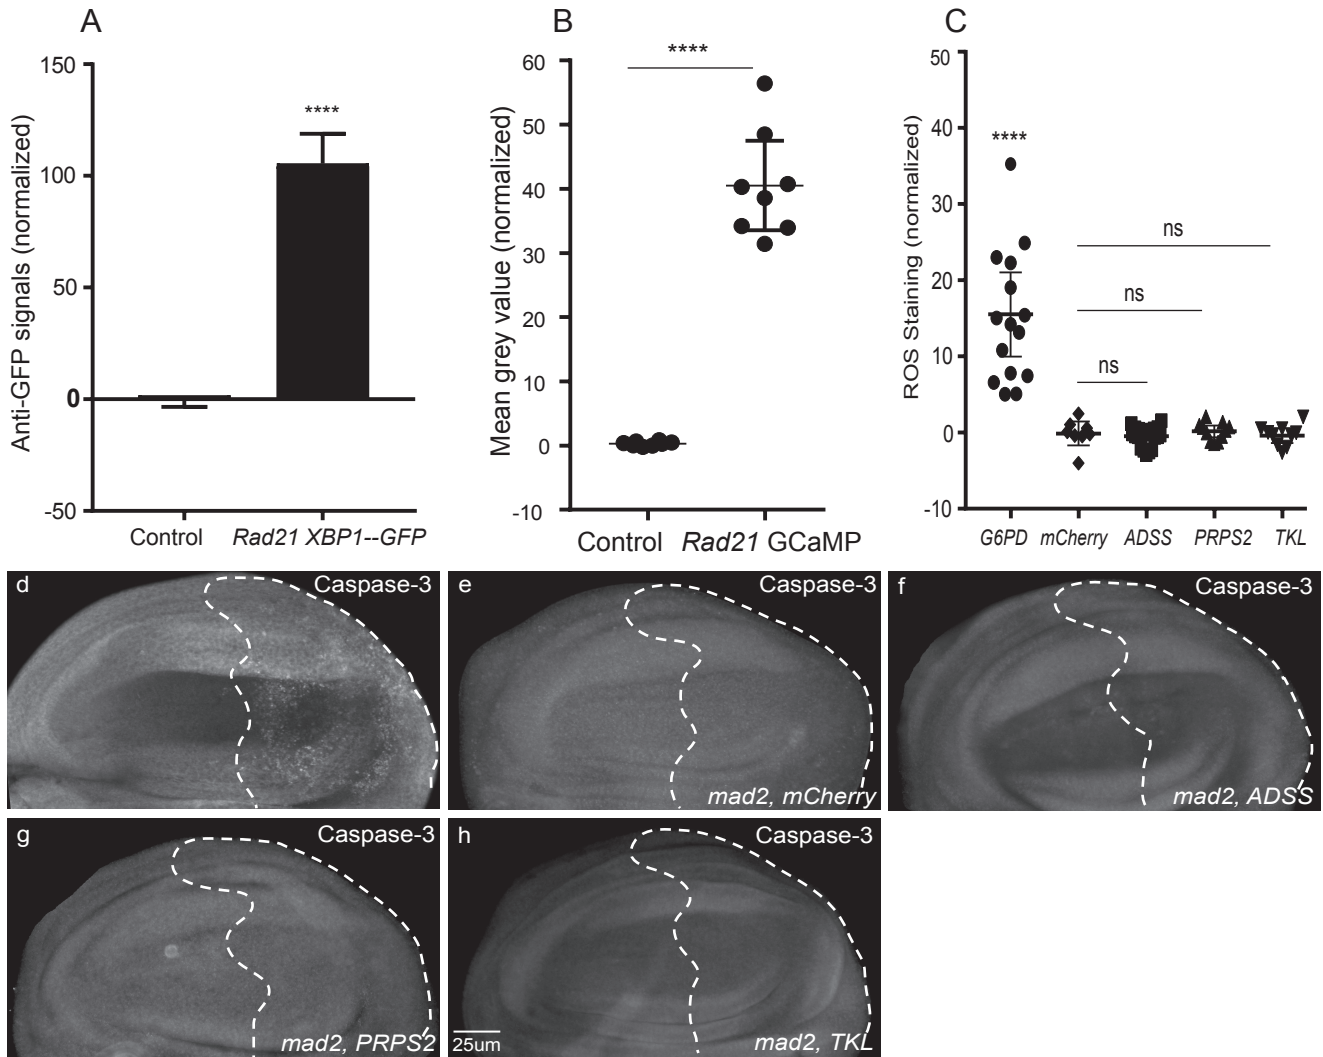 A
Anti-GFP signals (normalized)
150
100
50
0
-50
****
Control Rad21 XBP1--GFP
B
Mean grey value (normalized)
60
50
40
30
20
10
0
-10
****
Control Rad21 GCaMP
C
ROS Staining (normalized)
50
40
30
20
10
0
-10
****
ns
ns
ns
G6PD mCherry ADSS PRPS2 TKL
d Caspase-3
e Caspase-3
mad2, mCherry
f Caspase-3
mad2, ADSS
g Caspase-3
mad2, PRPS2
h Caspase-3
25um
mad2, TKL